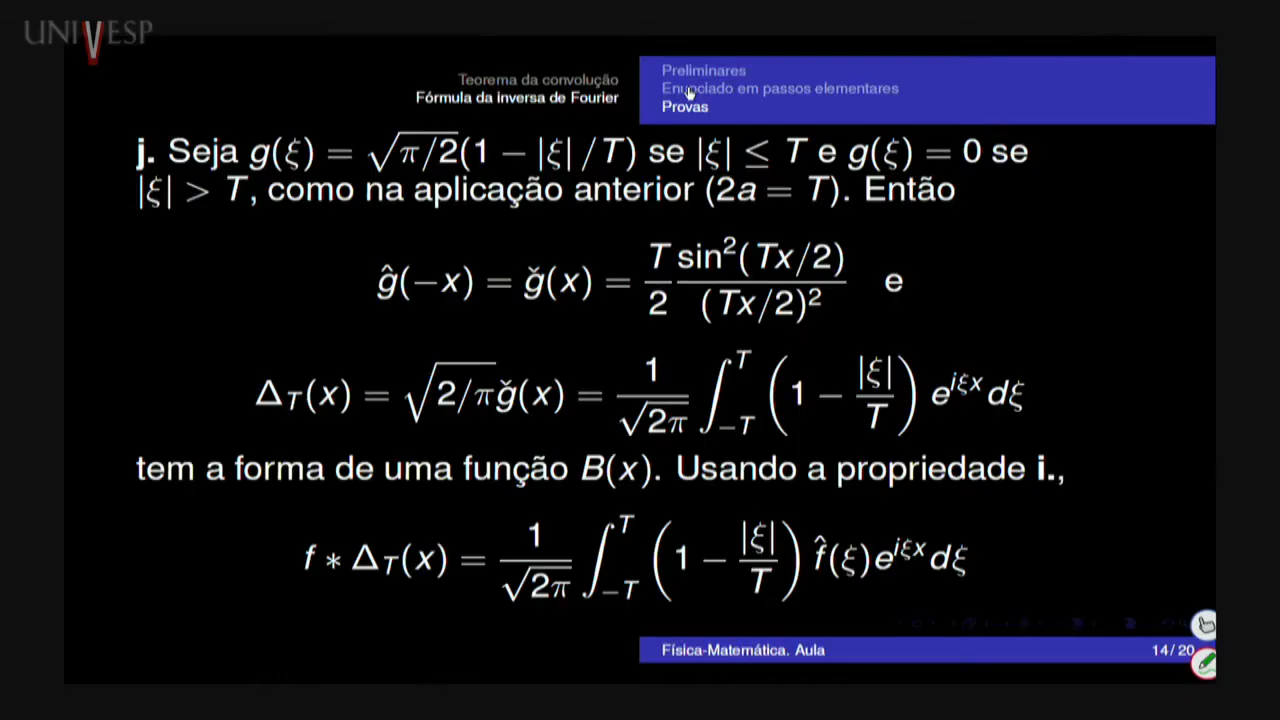 UNIVESP
Teorema da convolução
Fórmula da inversa de Fourier
Preliminares
Enunciado em passos elementares
Provas
j. Seja g(ξ) = √π/2(1 − |ξ|/T) se |ξ| ≤ T e g(ξ) = 0 se
|ξ| > T, como na aplicação anterior (2a = T). Então
ĝ(−x) = ǧ(x) = T/2 sin²(Tx/2)/(Tx/2)² e
Δ_T(x) = √2/π ǧ(x) = 1/√2π ∫_{−T}^{T} (1 − |ξ|/T) e^{iξx} dξ
tem a forma de uma função B(x). Usando a propriedade i.,
f ∗ Δ_T(x) = 1/√2π ∫_{−T}^{T} (1 − |ξ|/T) f̂(ξ)e^{iξx} dξ
Física-Matemática. Aula
14/20